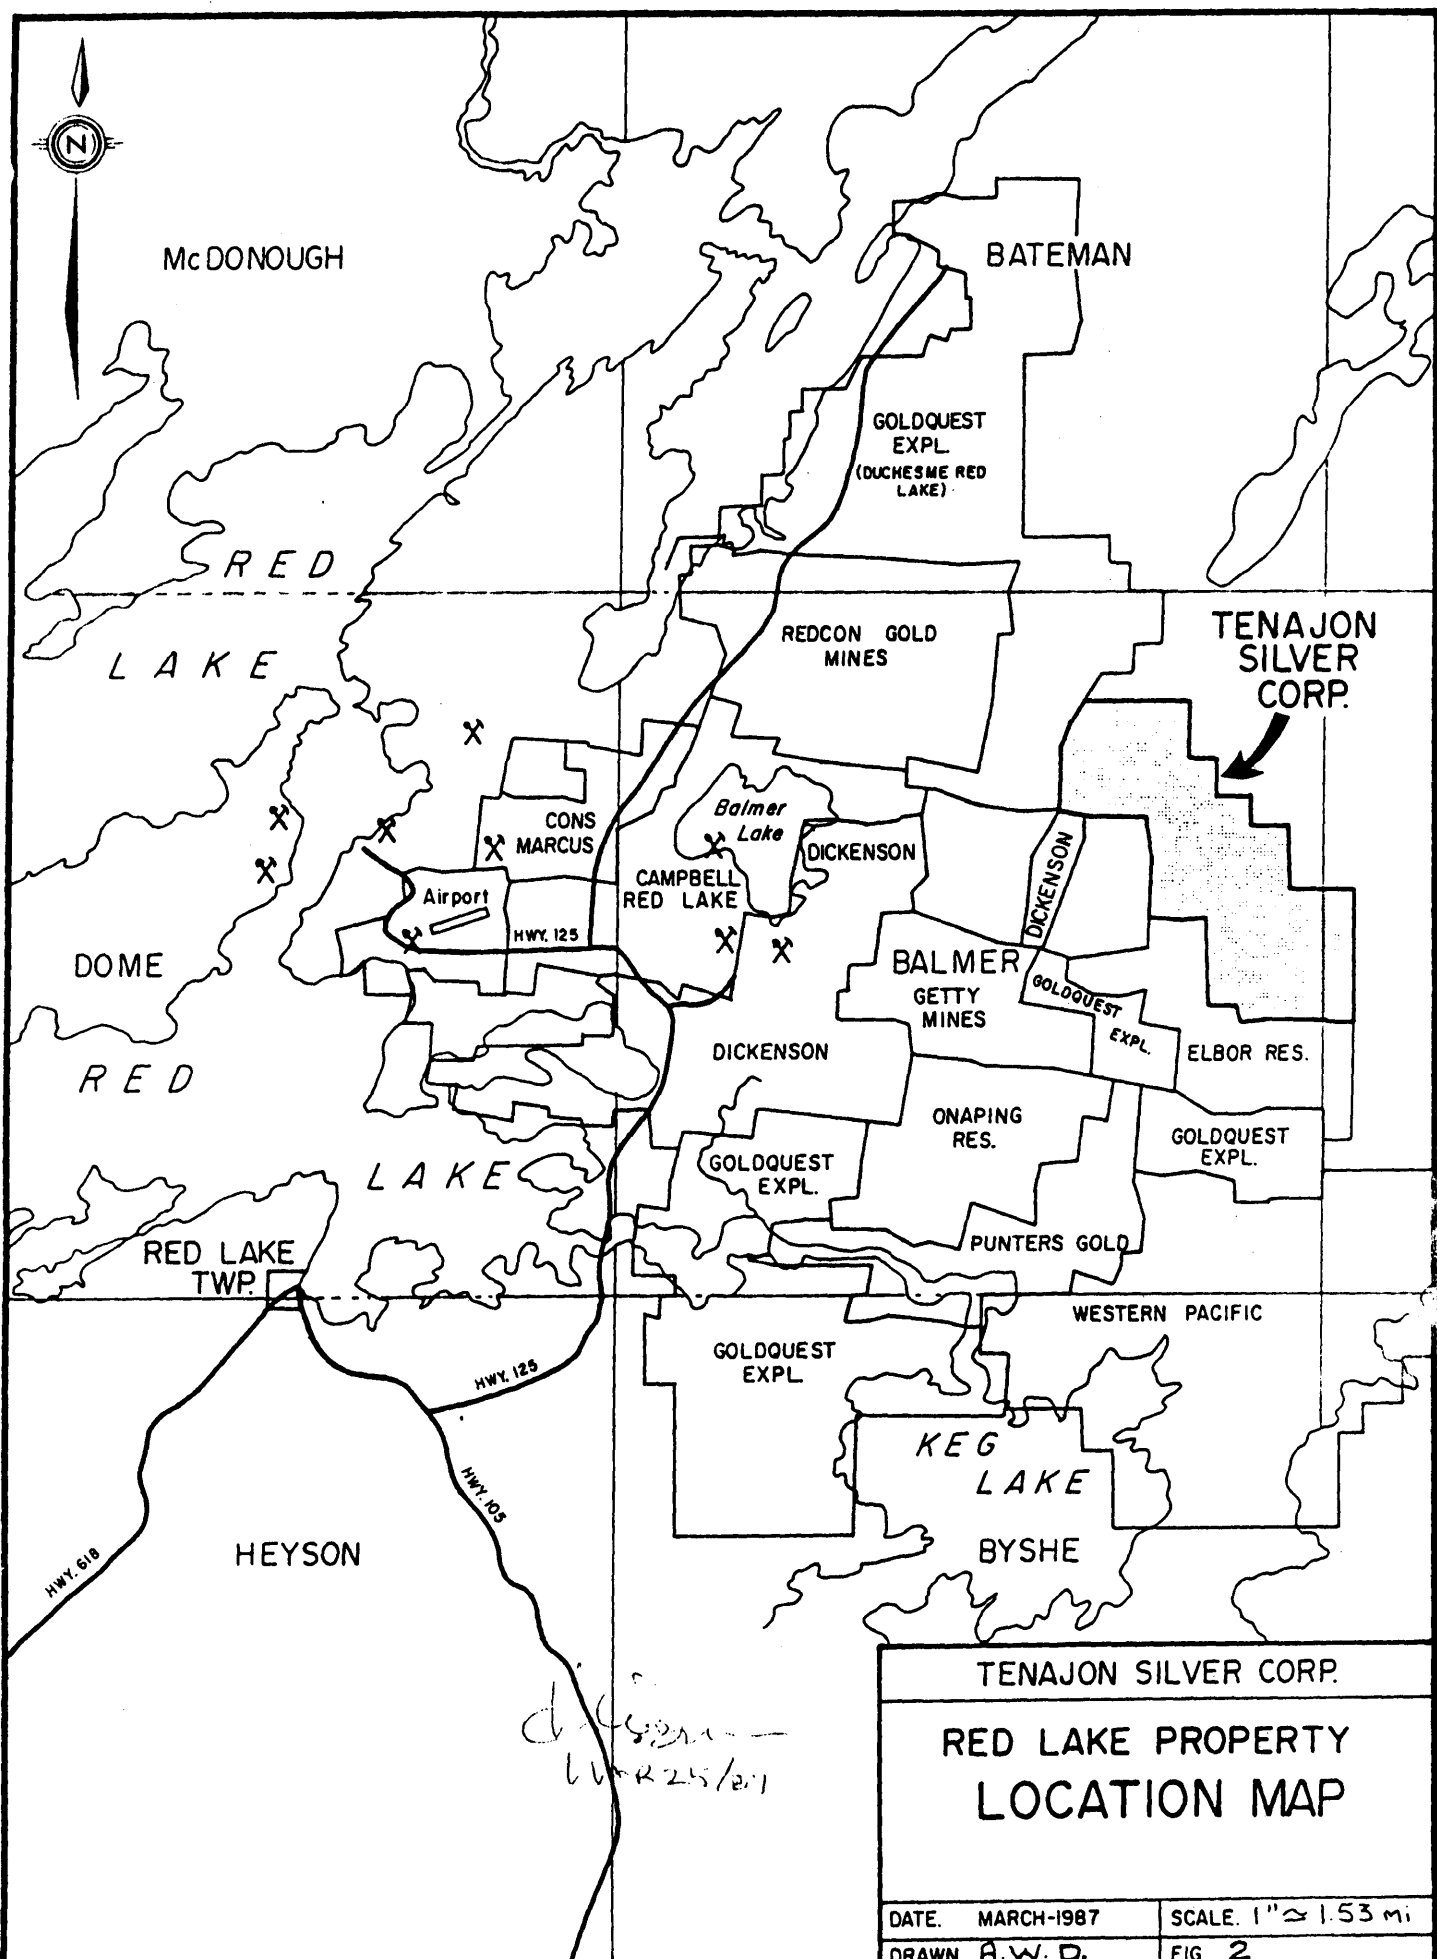 N
McDONOUGH
BATEMAN
GOLDQUEST
EXPL.
(DUCHESME RED
LAKE)
RED
LAKE
REDCON GOLD
MINES
TENAJON
SILVER
CORP.
Balmer
Lake
CONS
MARCUS
DICKENSON
DICKENSON
CAMPBELL
RED LAKE
Airport
HWY. 125
DOME
BALMER
GETTY
MINES
GOLDQUEST
EXPL.
ELBOR RES.
DICKENSON
RED
LAKE
ONAPING
RES.
GOLDQUEST
EXPL.
GOLDQUEST
EXPL.
PUNTERS GOLD
RED LAKE
TWP.
WESTERN PACIFIC
GOLDQUEST
EXPL.
HWY. 125
KEG
LAKE
HWY. 105
HWY. 618
HEYSON
BYSHE
TENAJON SILVER CORP.
RED LAKE PROPERTY
LOCATION MAP
DATE. MARCH-1987
SCALE. 1"≃1.53 mi
DRAWN A.W.D.
FIG 2